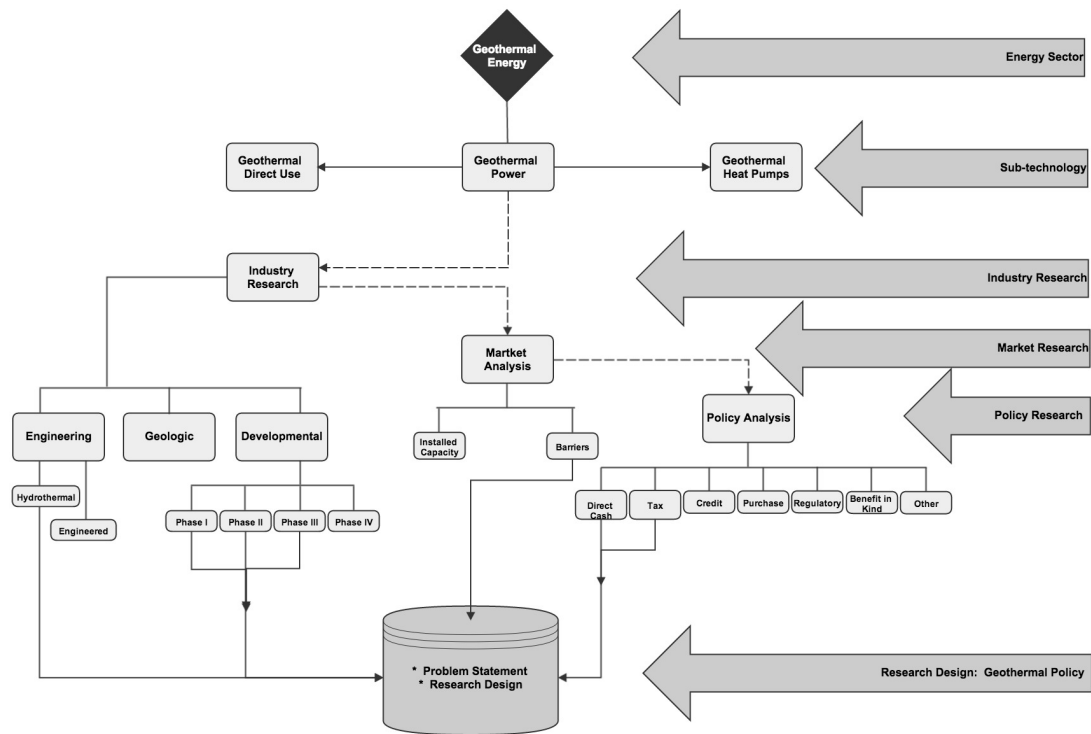 Geothermal
Energy
Energy Sector
Geothermal
Direct Use
Geothermal
Power
Geothermal
Heat Pumps
Sub-technology
Industry
Research
Industry Research
Martket
Analysis
Market Research
Policy Analysis
Policy Research
Engineering
Geologic
Developmental
Installed
Capacity
Barriers
Hydrothermal
Engineered
Phase I
Phase II
Phase III
Phase IV
Direct
Cash
Tax
Credit
Purchase
Regulatory
Benefit in
Kind
Other
* Problem Statement
* Research Design
Research Design: Geothermal Policy